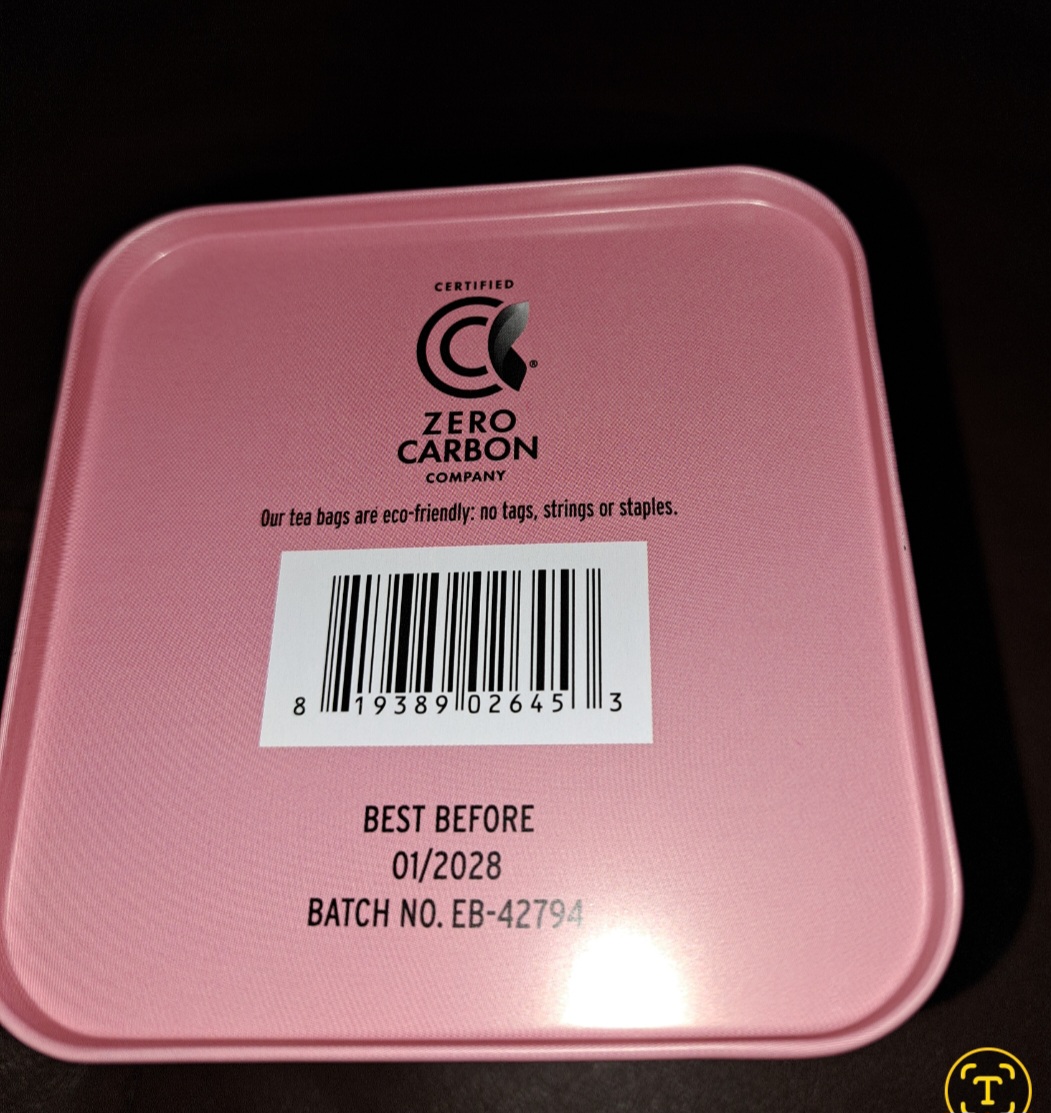 CERTIFIED
®
ZERO
CARBON
COMPANY
Our tea bags are eco-friendly: no tags, strings or staples.
8 19389 02645 3
BEST BEFORE
01/2028
BATCH NO. EB-42794
T